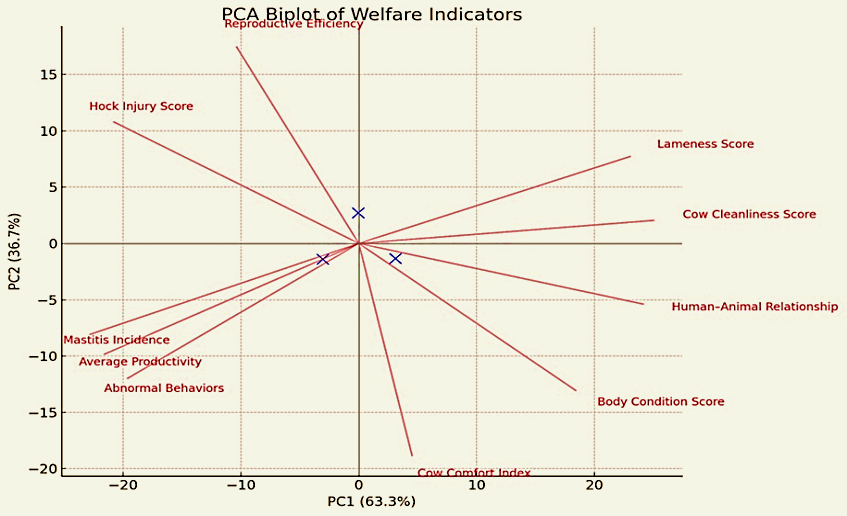 PCA Biplot of Welfare Indicators
Reproductive Efficiency
15
Hock Injury Score
10
Lameness Score
5
Cow Cleanliness Score
0
PC2 (36.7%)
−5
Human–Animal Relationship
Mastitis Incidence
−10
Average Productivity
Abnormal Behaviors
Body Condition Score
−15
−20
Cow Comfort Index
−20 −10 0 10 20
PC1 (63.3%)